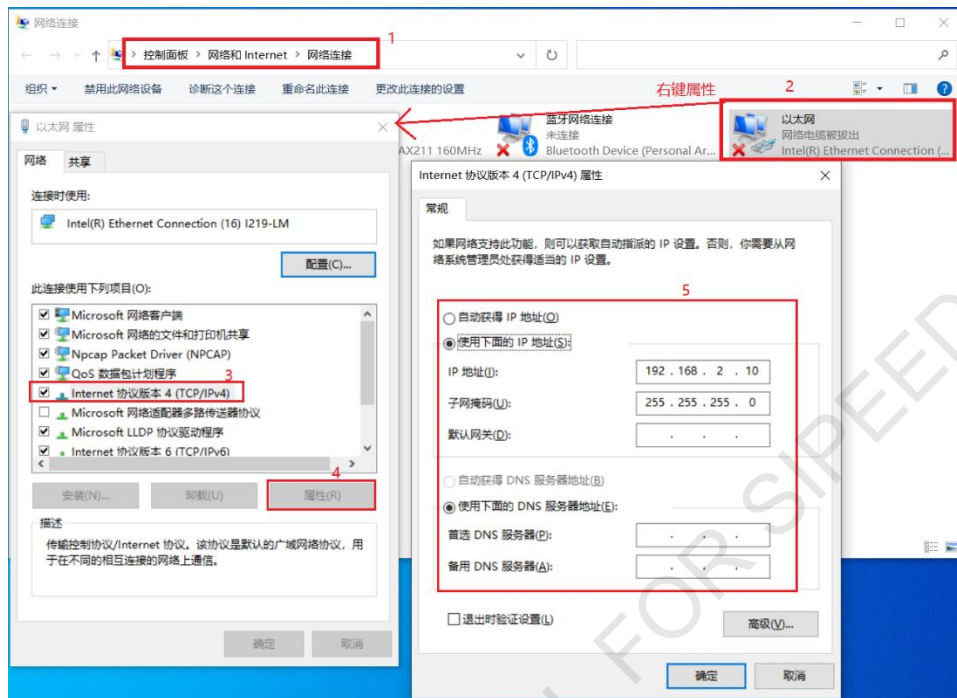 网络连接
1
控制面板 > 网络和 Internet > 网络连接
组织
禁用此网络设备
诊断这个连接
重命名此连接
更改此连接的设置
右键属性
2
以太网 属性
AX211 160MHz
蓝牙网络连接
未连接
Bluetooth Device (Personal Ar...
以太网
网络电缆被拔出
Intel(R) Ethernet Connection (...
网络
共享
连接时使用:
Intel(R) Ethernet Connection (16) I219-LM
配置(C)...
此连接使用下列项目(O):
Microsoft 网络客户端
Microsoft 网络的文件和打印机共享
Npcap Packet Driver (NPCAP)
QoS 数据包计划程序
3
Internet 协议版本 4 (TCP/IPv4)
Microsoft 网络适配器多路传送器协议
Microsoft LLDP 协议驱动程序
Internet 协议版本 6 (TCP/IPv6)
4
安装(N)...
卸载(U)
属性(R)
描述
传输控制协议/Internet 协议。该协议是默认的广域网络协议，用
于在不同的相互连接的网络上通信。
确定
取消
Internet 协议版本 4 (TCP/IPv4) 属性
常规
如果网络支持此功能，则可以获取自动指派的 IP 设置。否则，你需要从网
络系统管理员处获得适当的 IP 设置。
5
自动获得 IP 地址(O)
使用下面的 IP 地址(S):
IP 地址(I):
192 . 168 . 2 . 10
子网掩码(U):
255 . 255 . 255 . 0
默认网关(D):
自动获得 DNS 服务器地址(B)
使用下面的 DNS 服务器地址(E):
首选 DNS 服务器(P):
备用 DNS 服务器(A):
退出时验证设置(L)
高级(V)...
确定
取消
FOR SIPEED